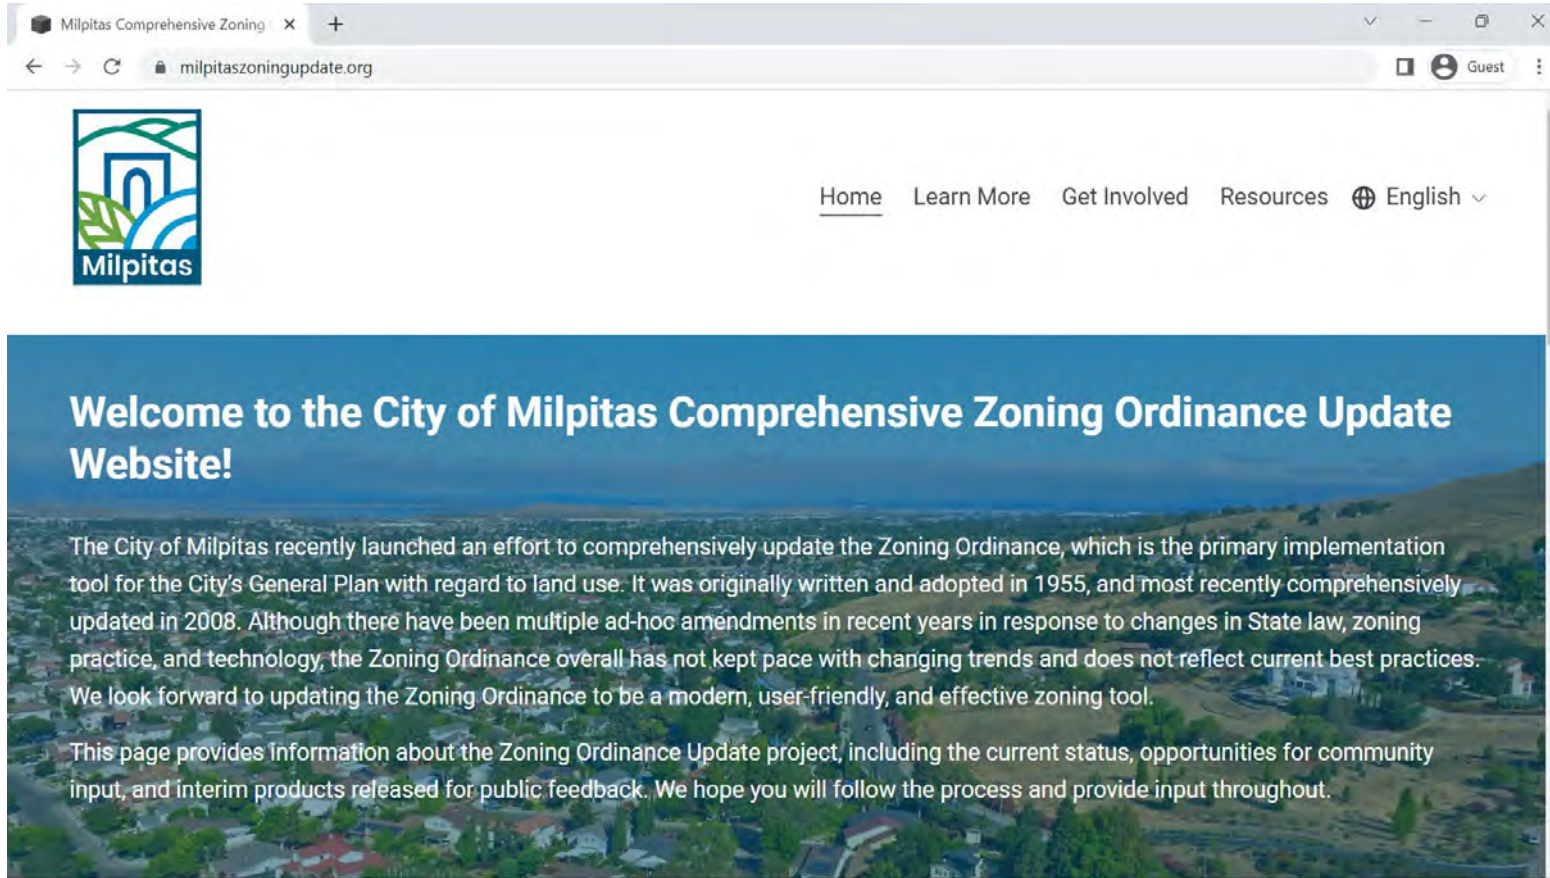 Milpitas Comprehensive Zoning
milpitaszoningupdate.org
Guest
Milpitas
Home Learn More Get Involved Resources English
Welcome to the City of Milpitas Comprehensive Zoning Ordinance Update
Website!
The City of Milpitas recently launched an effort to comprehensively update the Zoning Ordinance, which is the primary implementation
tool for the City’s General Plan with regard to land use. It was originally written and adopted in 1955, and most recently comprehensively
updated in 2008. Although there have been multiple ad-hoc amendments in recent years in response to changes in State law, zoning
practice, and technology, the Zoning Ordinance overall has not kept pace with changing trends and does not reflect current best practices.
We look forward to updating the Zoning Ordinance to be a modern, user-friendly, and effective zoning tool.
This page provides information about the Zoning Ordinance Update project, including the current status, opportunities for community
input, and interim products released for public feedback. We hope you will follow the process and provide input throughout.